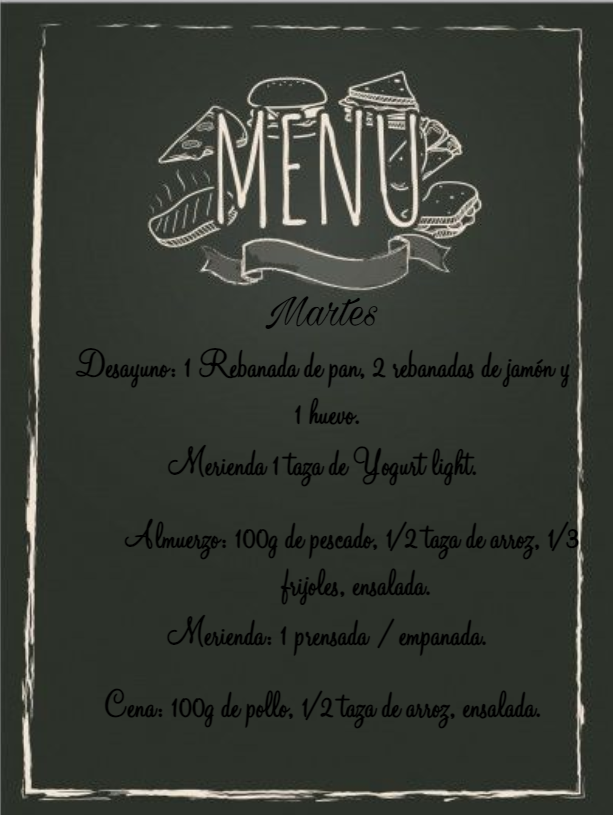 MENU
Martes
Desayuno: 1 Rebanada de pan, 2 rebanadas de jamón y
1 huevo.
Merienda 1 taza de Yogurt light.
Almuerzo: 100g de pescado, 1/2 taza de arroz, 1/3
frijoles, ensalada.
Merienda: 1 prensada / empanada.
Cena: 100g de pollo, 1/2 taza de arroz, ensalada.